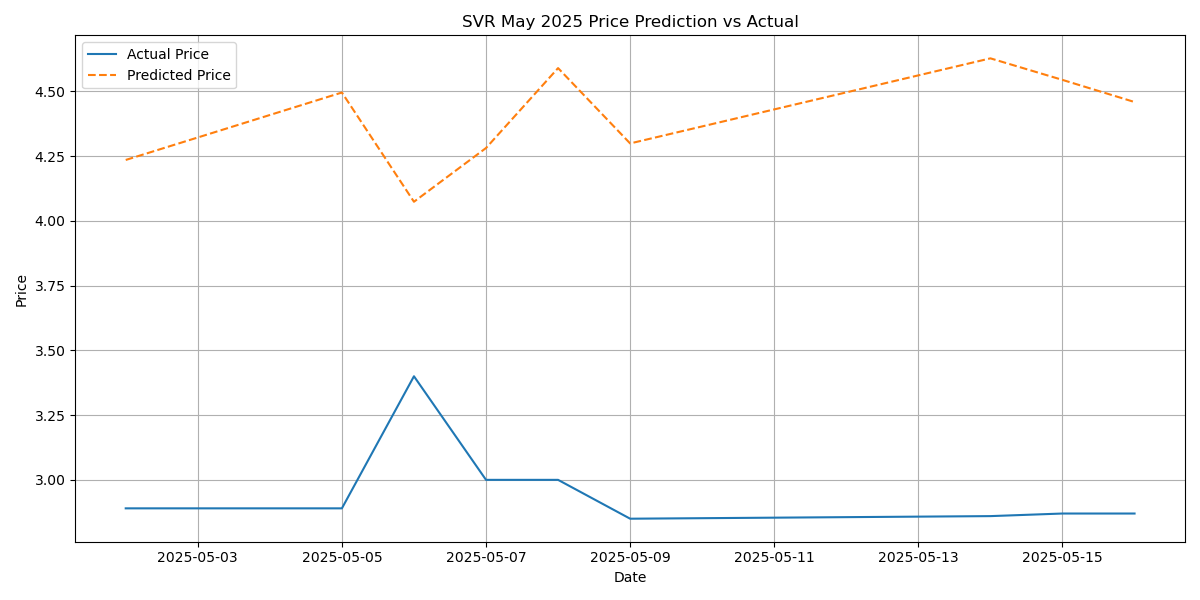 SVR May 2025 Price Prediction vs Actual
Actual Price
Predicted Price
4.50
4.25
4.00
3.75
3.50
3.25
3.00
Price
2025-05-03
2025-05-05
2025-05-07
2025-05-09
2025-05-11
2025-05-13
2025-05-15
Date